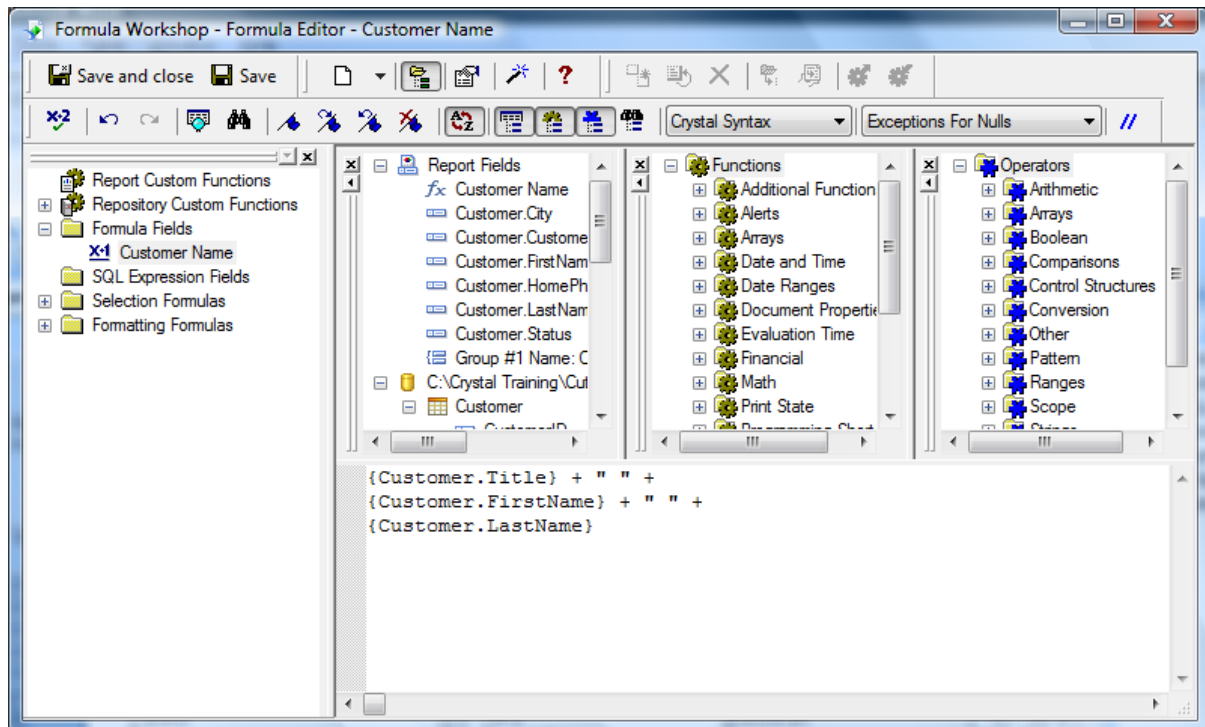 Formula Workshop - Formula Editor - Customer Name
Save and close Save
Crystal Syntax Exceptions For Nulls
Report Custom Functions
Repository Custom Functions
Formula Fields
Customer Name
SQL Expression Fields
Selection Formulas
Formatting Formulas
Report Fields
Customer Name
Customer.City
Customer.Custome
Customer.FirstNam
Customer.HomePh
Customer.LastNam
Customer.Status
Group #1 Name: C
C:\Crystal Training\Cut
Customer
CustomerID
Functions
Additional Function
Alerts
Arrays
Date and Time
Date Ranges
Document Propertie
Evaluation Time
Financial
Math
Print State
Operators
Arithmetic
Arrays
Boolean
Comparisons
Control Structures
Conversion
Other
Pattern
Ranges
Scope
Strings
{Customer.Title} + " " +
{Customer.FirstName} + " " +
{Customer.LastName}